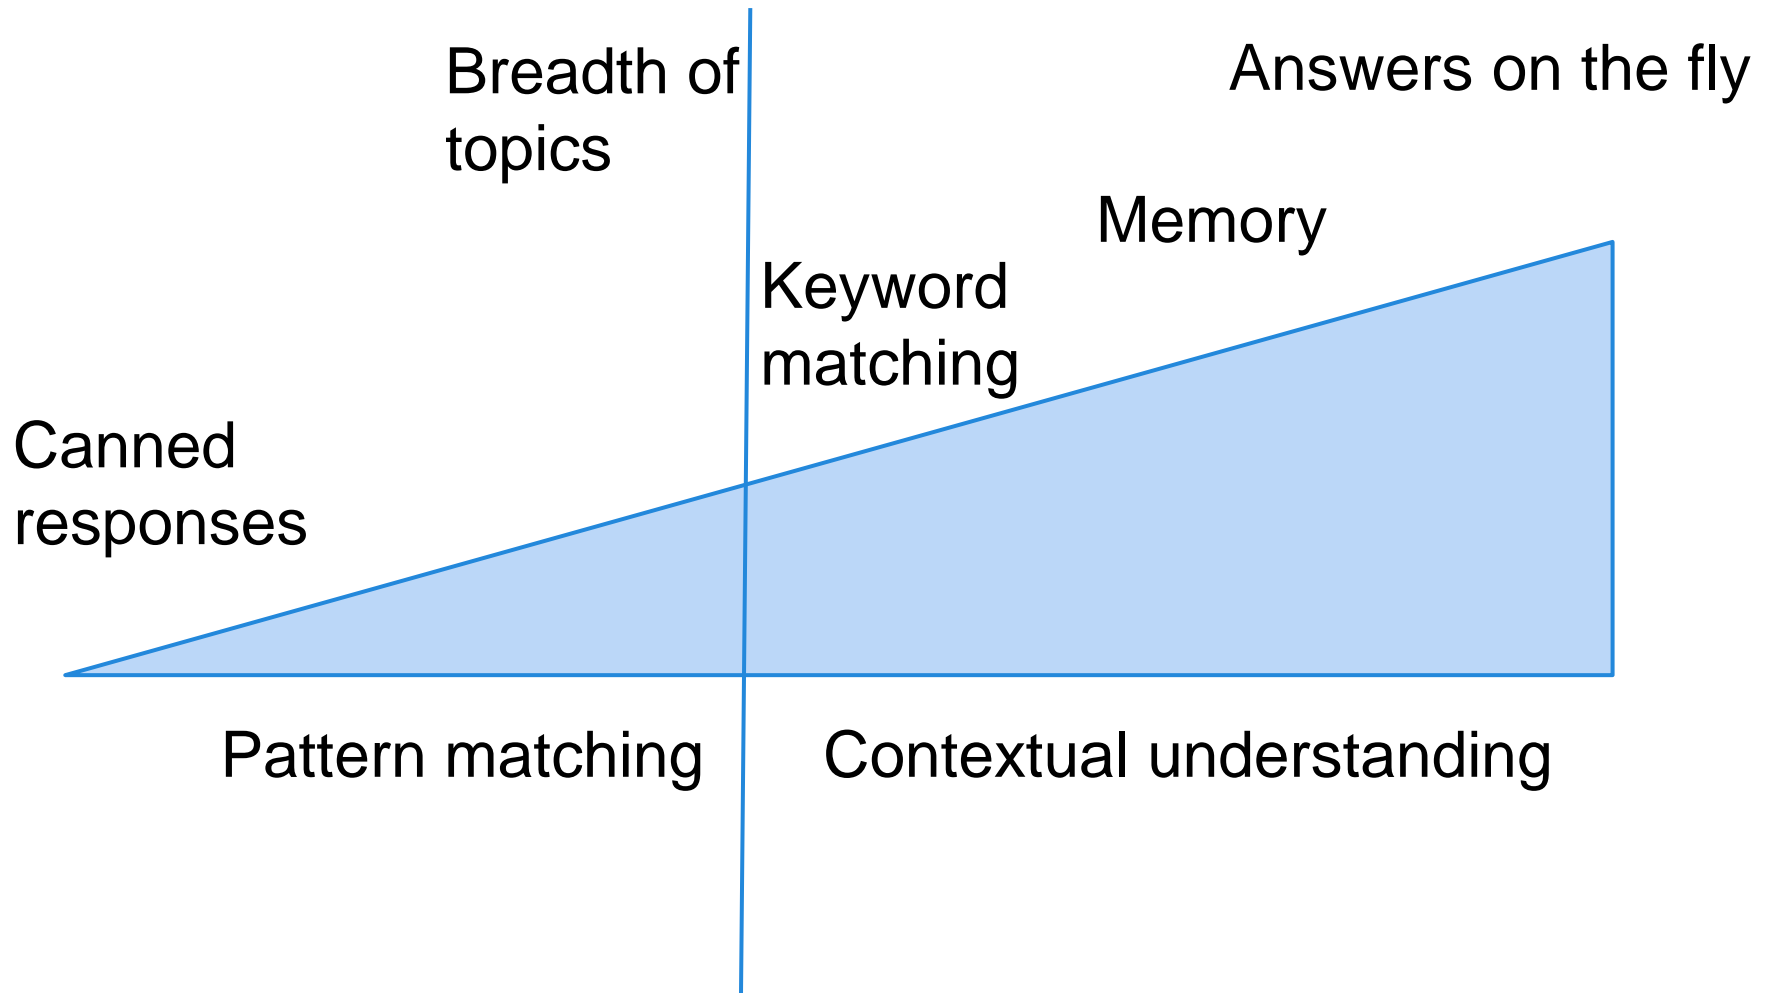 Breadth of
topics
Answers on the fly
Memory
Keyword
matching
Canned
responses
Pattern matching
Contextual understanding